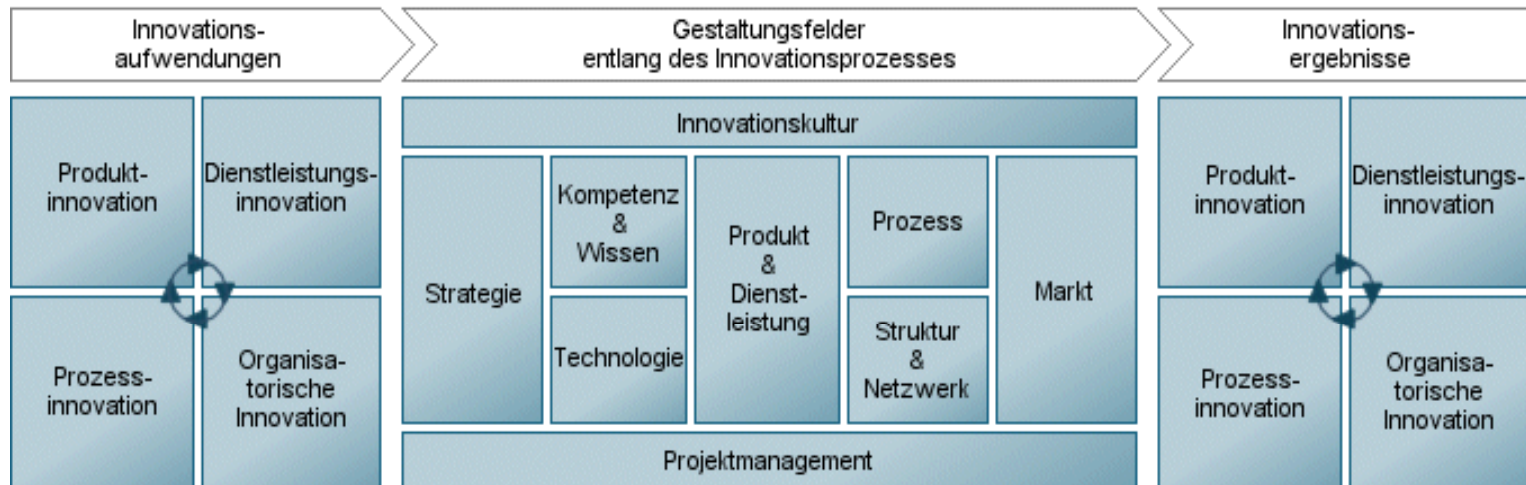 Innovations-
aufwendungen
Gestaltungsfelder
entlang des Innovationsprozesses
Innovations-
ergebnisse
Produkt-
innovation
Dienstleistungs-
innovation
Prozess-
innovation
Organisa-
torische
Innovation
Innovationskultur
Strategie
Kompetenz
&
Wissen
Technologie
Produkt
&
Dienst-
leistung
Prozess
Struktur
&
Netzwerk
Markt
Projektmanagement
Produkt-
innovation
Dienstleistungs-
innovation
Prozess-
innovation
Organisa-
torische
Innovation